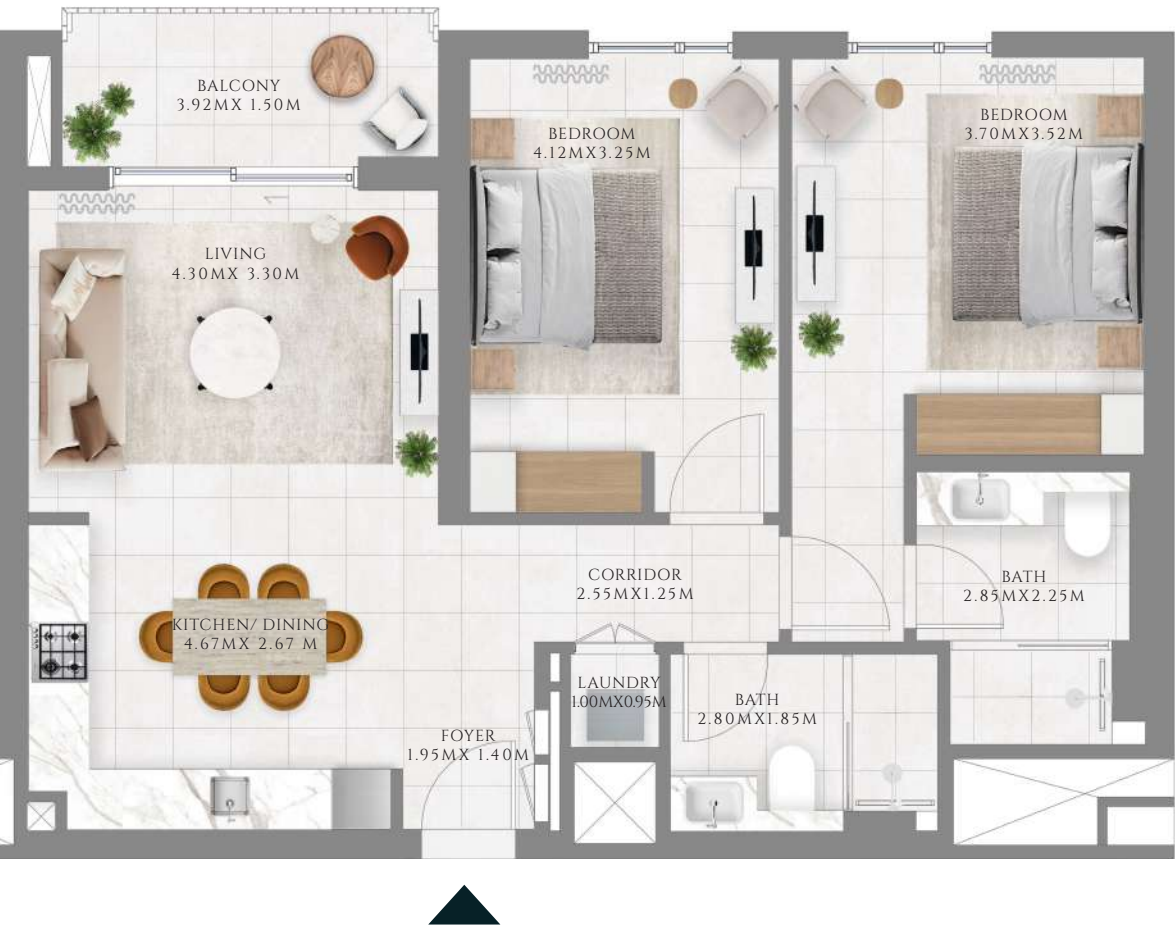 BALCONY
3.92MX 1.50M
BEDROOM
4.12MX3.25M
BEDROOM
3.70MX3.52M
LIVING
4.30MX 3.30M
CORRIDOR
2.55MX1.25M
BATH
2.85MX2.25M
KITCHEN/ DINING
4.67MX 2.67 M
LAUNDRY
1.00MX0.95M
BATH
2.80MX1.85M
FOYER
1.95MX 1.40M